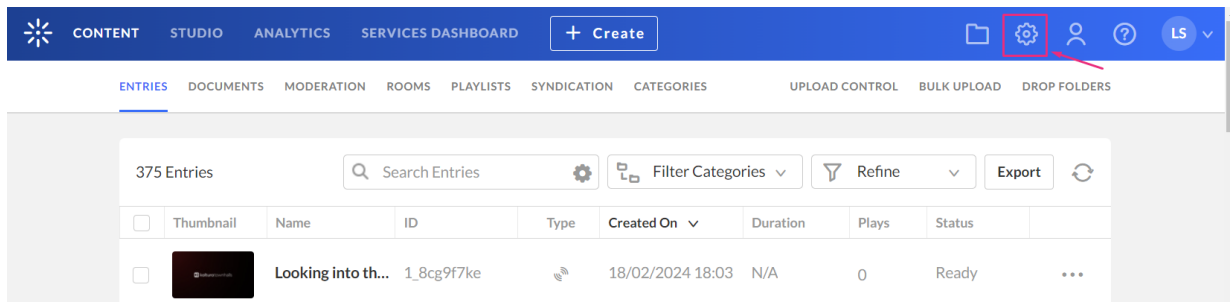 CONTENT STUDIO ANALYTICS SERVICES DASHBOARD + Create ? LS
ENTRIES DOCUMENTS MODERATION ROOMS PLAYLISTS SYNDICATION CATEGORIES UPLOAD CONTROL BULK UPLOAD DROP FOLDERS
375 Entries Search Entries Filter Categories Refine Export
Thumbnail Name ID Type Created On Duration Plays Status
Looking into th... 1_8cg9f7ke 18/02/2024 18:03 N/A 0 Ready